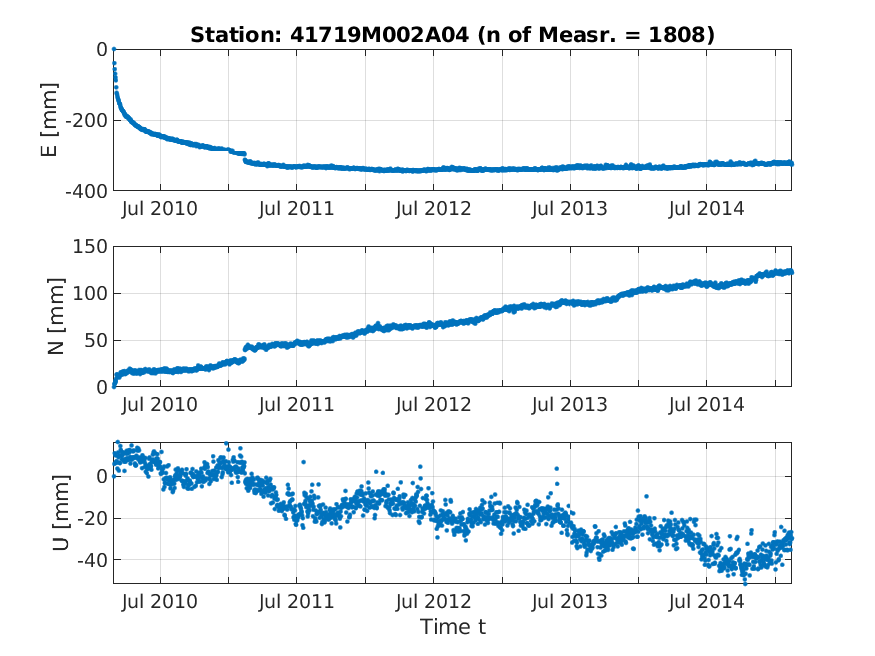 Station: 41719M002A04 (n of Measr. = 1808)
E [mm]
0
-200
-400
Jul 2010 Jul 2011 Jul 2012 Jul 2013 Jul 2014
N [mm]
150
100
50
0
Jul 2010 Jul 2011 Jul 2012 Jul 2013 Jul 2014
U [mm]
0
-20
-40
Jul 2010 Jul 2011 Jul 2012 Jul 2013 Jul 2014
Time t